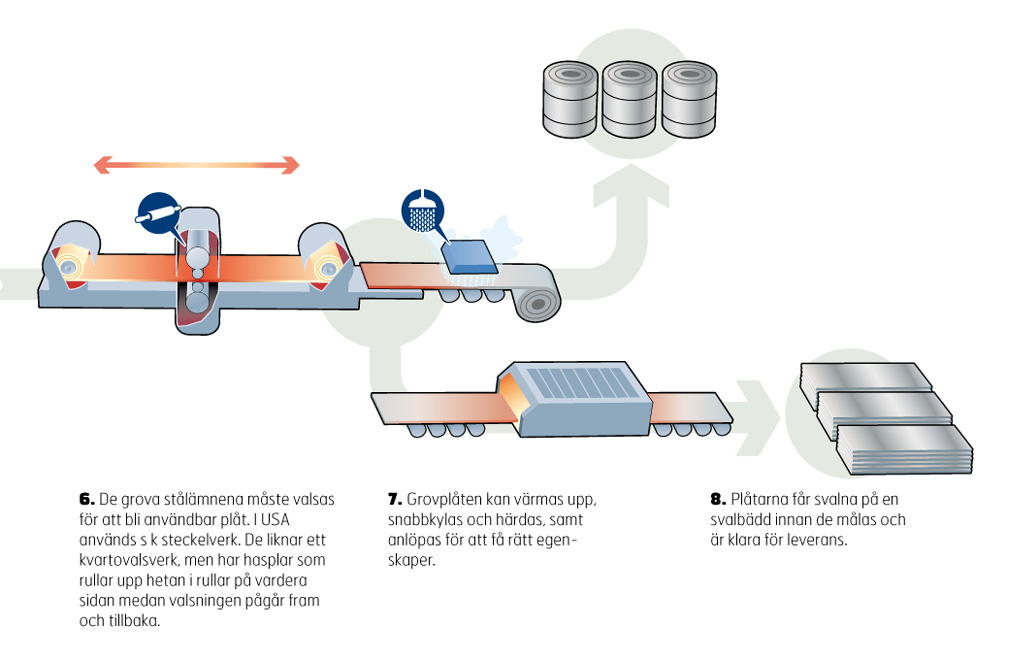 6. De grova stålämnena måste valsas
för att bli användbar plåt. I USA
används s k steckelverk. De liknar ett
kvartovalsverk, men har hasplar som
rullar upp hetan i rullar på vardera
sidan medan valsningen pågår fram
och tillbaka.
7. Grovplåten kan värmas upp,
snabbkylas och härdas, samt
anlöpas för att få rätt egen-
skaper.
8. Plåtarna får svalna på en
svalbädd innan de målas och
är klara för leverans.